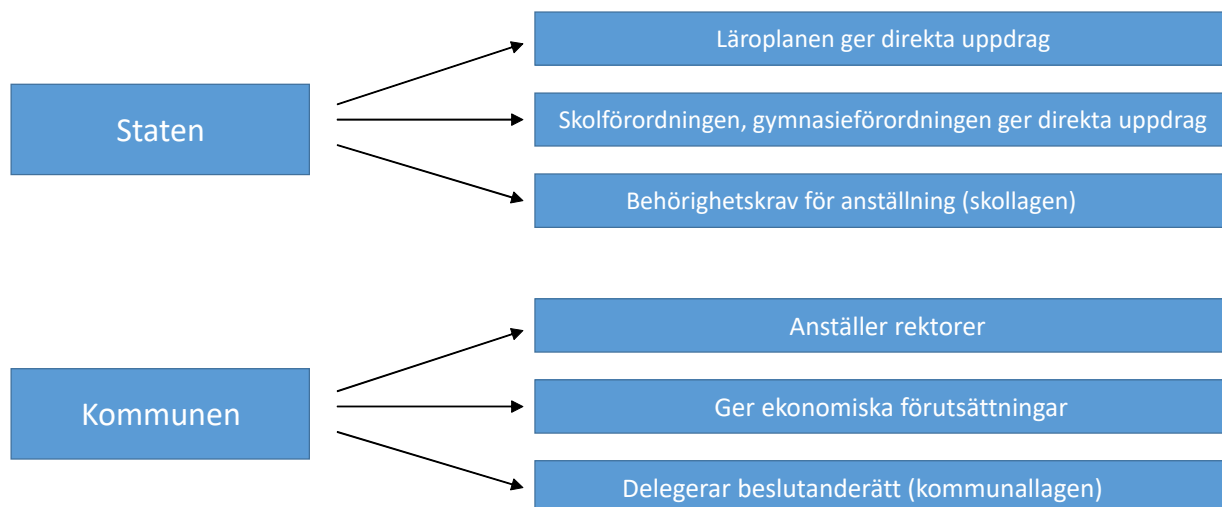 Staten
Läroplanen ger direkta uppdrag
Skolförordningen, gymnasieförordningen ger direkta uppdrag
Behörighetskrav för anställning (skollagen)
Kommunen
Anställer rektorer
Ger ekonomiska förutsättningar
Delegerar beslutanderätt (kommunallagen)